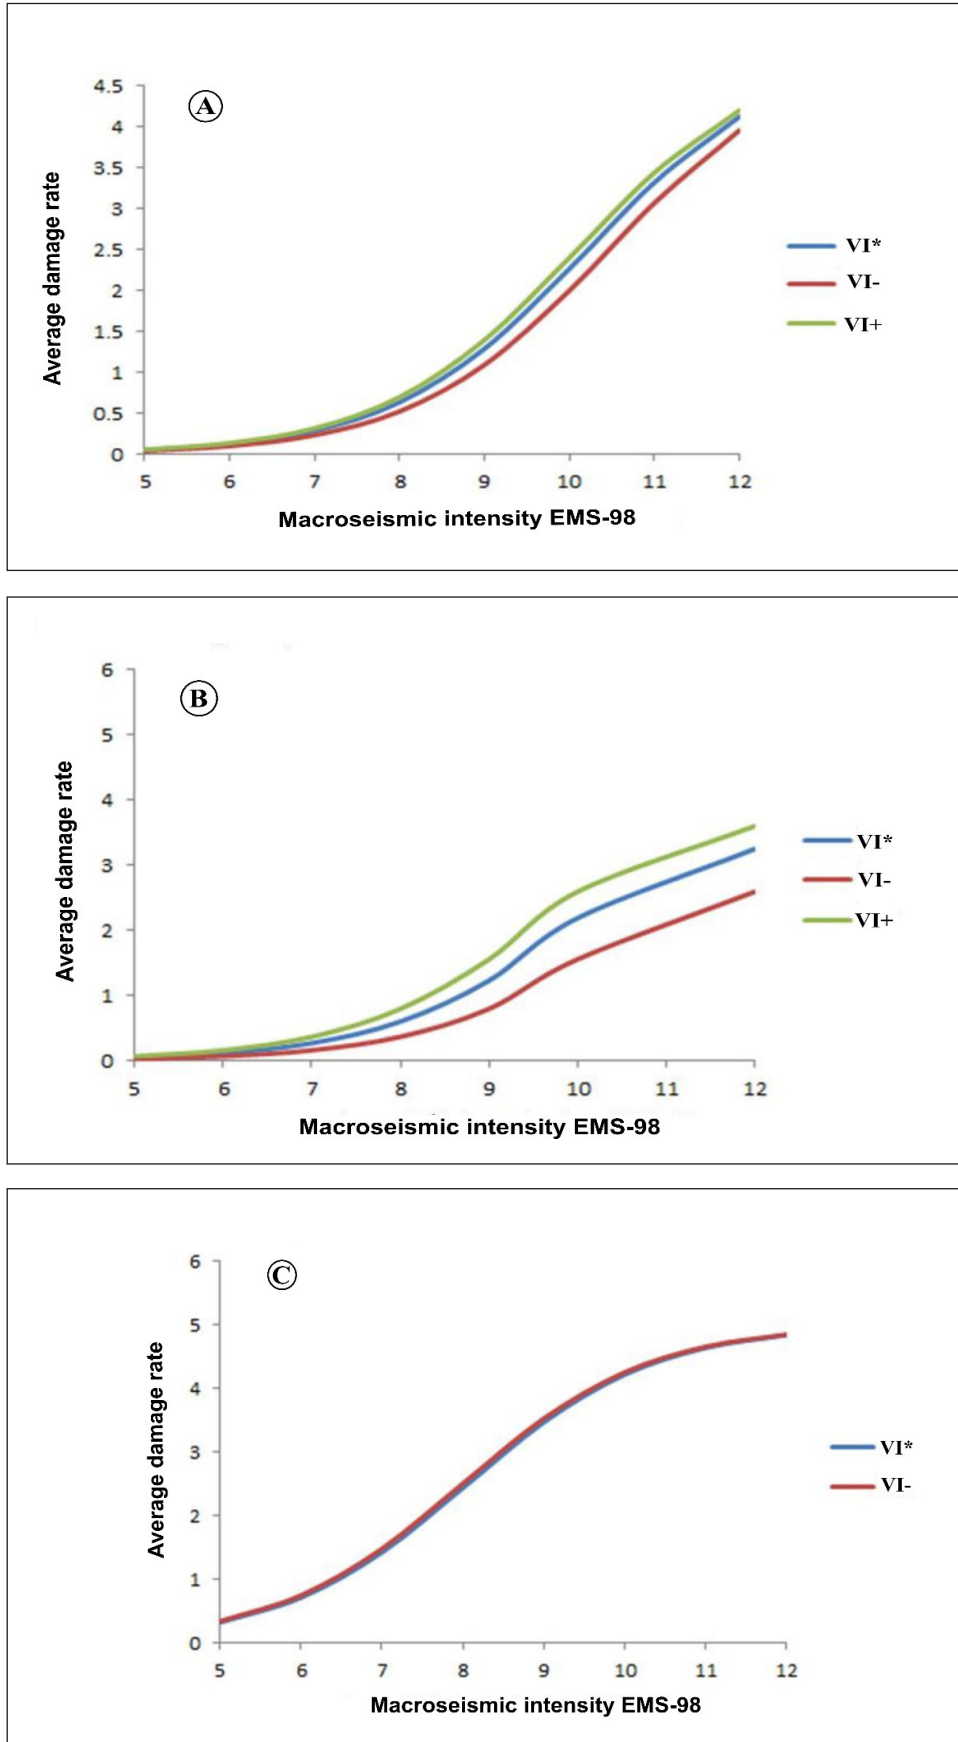 A
4.5
4
3.5
3
2.5
2
1.5
1
0.5
0
Average damage rate
5 6 7 8 9 10 11 12
Macroseismic intensity EMS-98
VI*
VI-
VI+
B
6
5
4
3
2
1
0
Average damage rate
5 6 7 8 9 10 11 12
Macroseismic intensity EMS-98
VI*
VI-
VI+
C
6
5
4
3
2
1
0
Average damage rate
5 6 7 8 9 10 11 12
Macroseismic intensity EMS-98
VI*
VI-